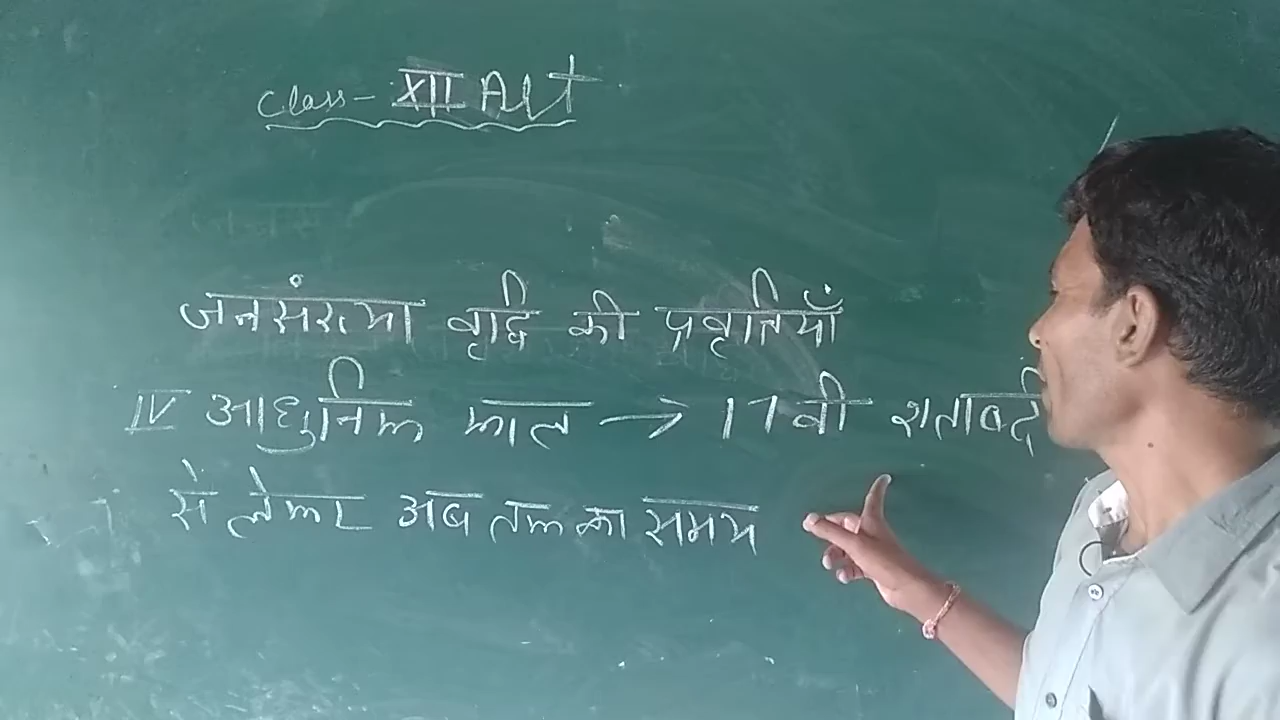 Class - XII Art
जनसंख्या वृद्धि की प्रवृतियाँ
IV आधुनिक काल → 17वी शताब्दी
से लेकर अब तक का समय